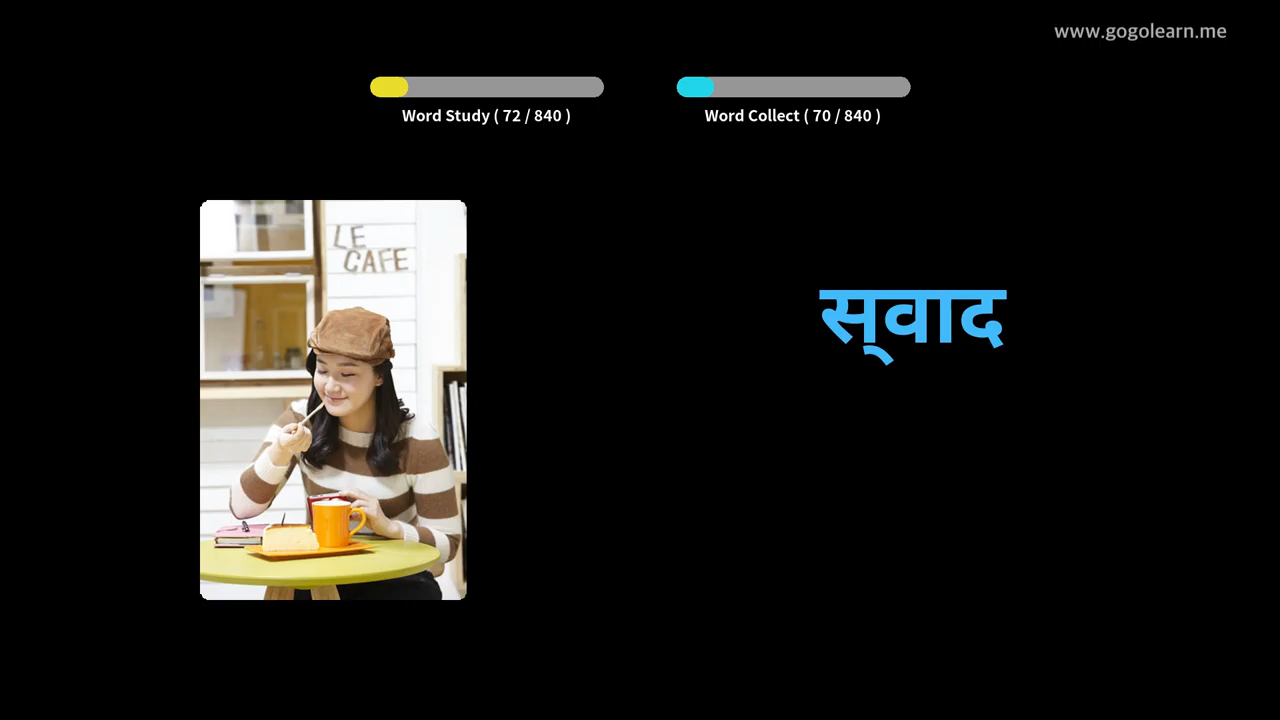 www.gogolearn.me
Word Study ( 72 / 840 )
Word Collect ( 70 / 840 )
LE
CAFE
स्‌वाद